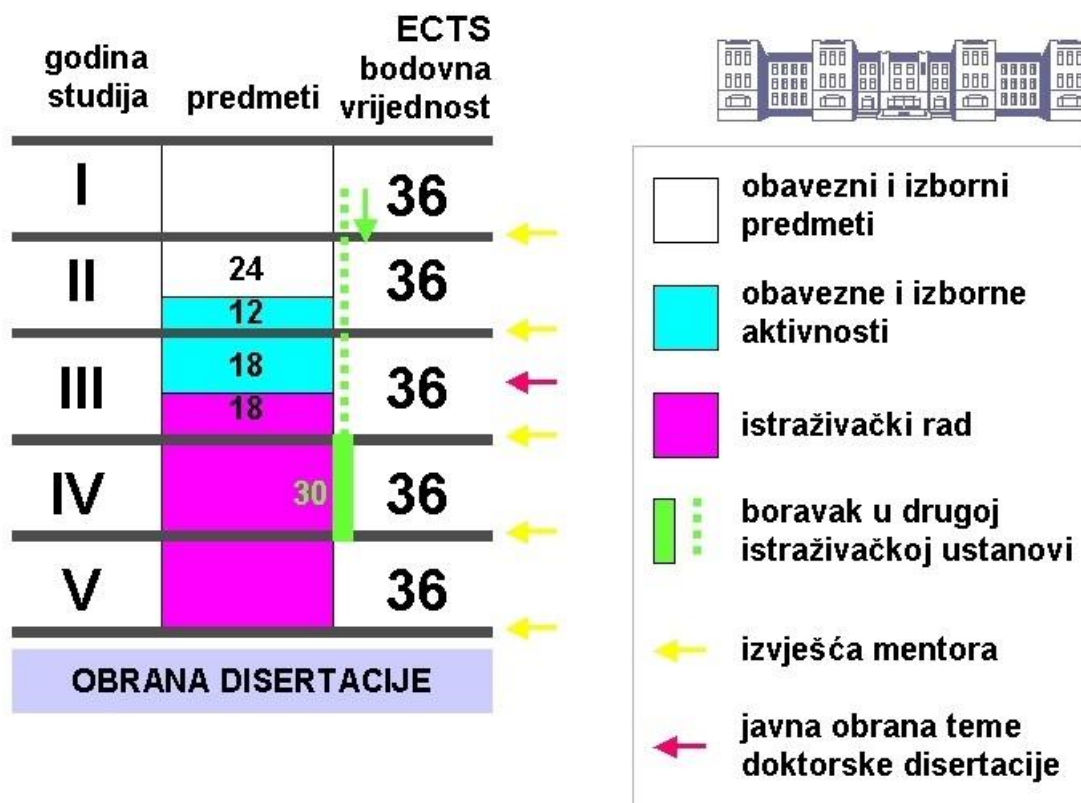 godina
studija
predmeti
ECTS
bodovna
vrijednost
I
36
II
24
12
36
III
18
18
36
IV
30
36
V
36
OBRANA DISERTACIJE
obavezni i izborni
predmeti
obavezne i izborne
aktivnosti
istraživački rad
boravak u drugoj
istraživačkoj ustanovi
izvješća mentora
javna obrana teme
doktorske disertacije